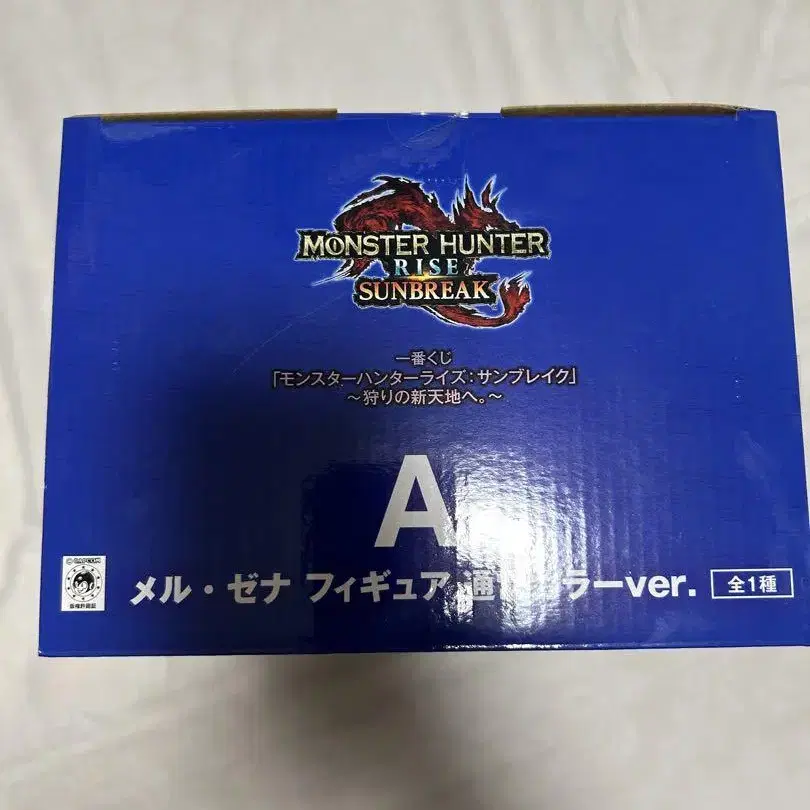 MONSTER HUNTER
RISE
SUNBREAK
一番くじ
「モンスターハンターライズ：サンブレイク」
～狩りの新天地へ。～
A
メル・ゼナ フィギュア 通 ラーver.
全1種
©CAPCOM